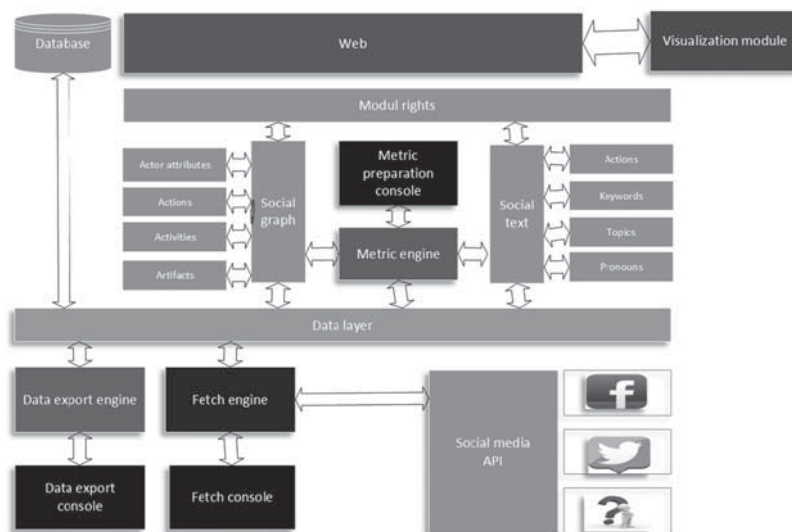 Database
Web
Visualization module
Modul rights
Actor attributes
Actions
Activities
Artifacts
Social
graph
Metric
preparation
console
Metric engine
Social
text
Actions
Keywords
Topics
Pronouns
Data layer
Data export engine
Fetch engine
Social media
API
Data export
console
Fetch console
f
?